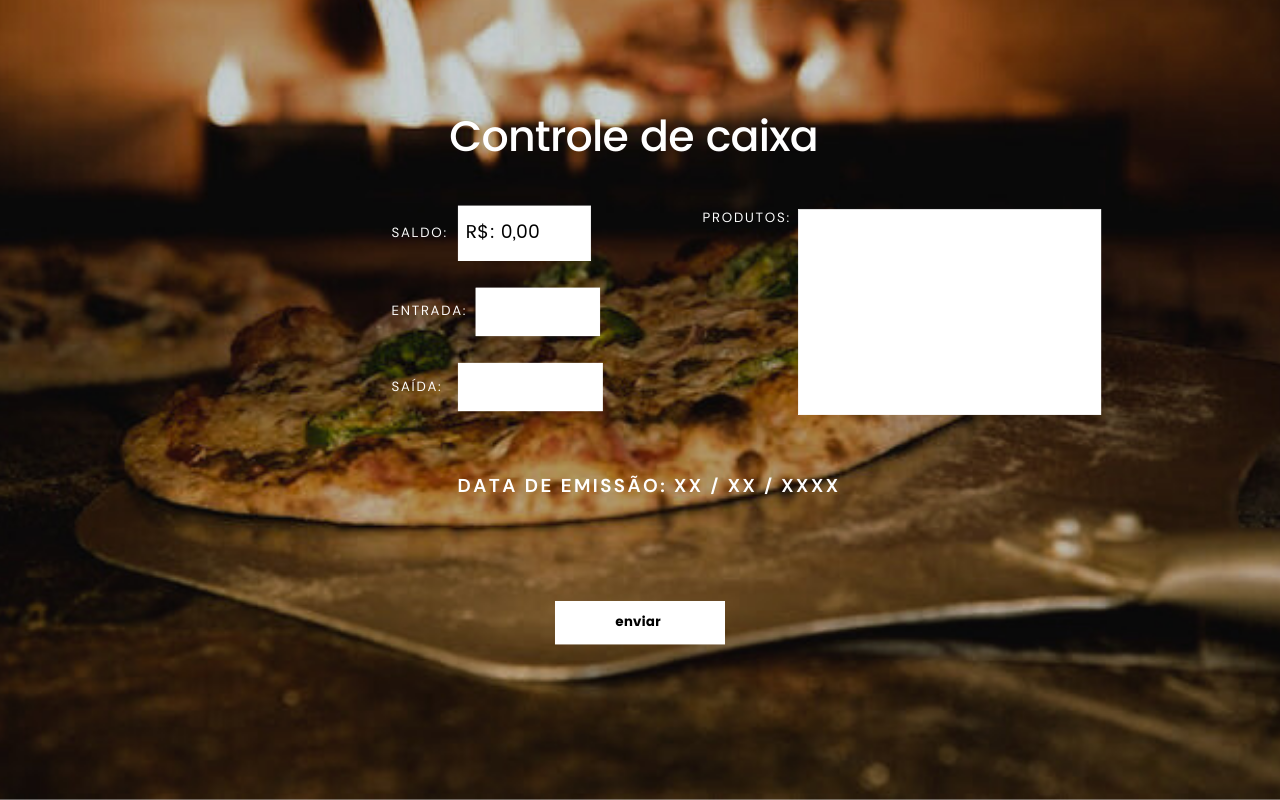 Controle de caixa
SALDO: R$: 0,00
PRODUTOS:
ENTRADA:
SAÍDA:
DATA DE EMISSÃO: XX / XX / XXXX
enviar